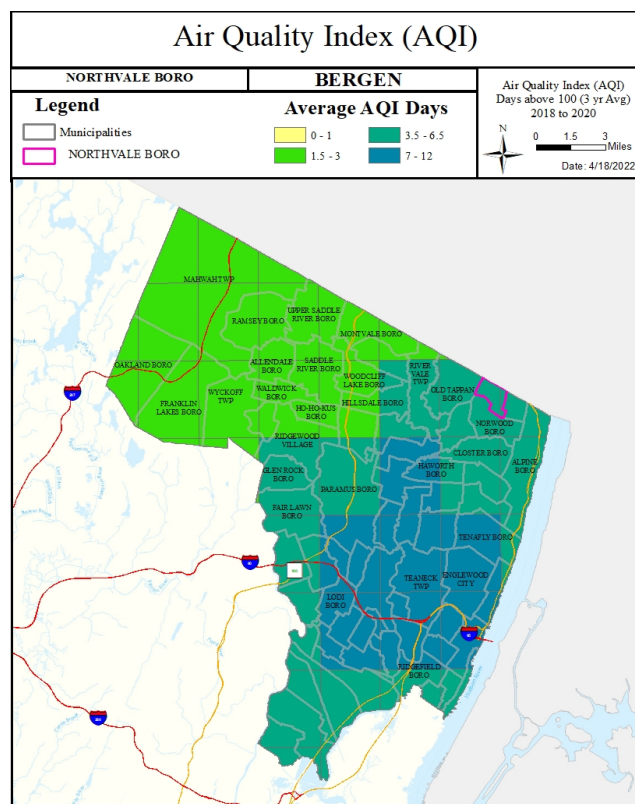 Air Quality Index (AQI)
NORTHVALE BORO
BERGEN
Legend
Municipalities
NORTHVALE BORO
Average AQI Days
0 - 1
1.5 - 3
3.5 - 6.5
7 - 12
Air Quality Index (AQI)
Days above 100 (3 yr Avg)
2018 to 2020
N
0 1.5 3
Miles
Date: 4/18/2022
MAHWAH TWP
RAMSEY BORO
UPPER SADDLE
RIVER BORO
MONTVALE BORO
OAKLAND BORO
ALLENDALE
BORO
SADDLE
RIVER BORO
WOODCLIFF
LAKE BORO
RIVER
VALE TWP
OLD TAPPAN
BORO
FRANKLIN
LAKES BORO
WYCKOFF
TWP
WALDWICK
BORO
HO-HO-KUS
BORO
HILLSDALE BORO
NORWOOD
BORO
RIDGEWOOD
VILLAGE
CLOSTER BORO
GLEN ROCK
BORO
PARAMUS BORO
HAWORTH
BORO
ALPINE
BORO
FAIR LAWN
BORO
TENAFLY BORO
LODI
BORO
TEANECK
TWP
ENGLEWOOD
CITY
RIDGEFIELD
BORO